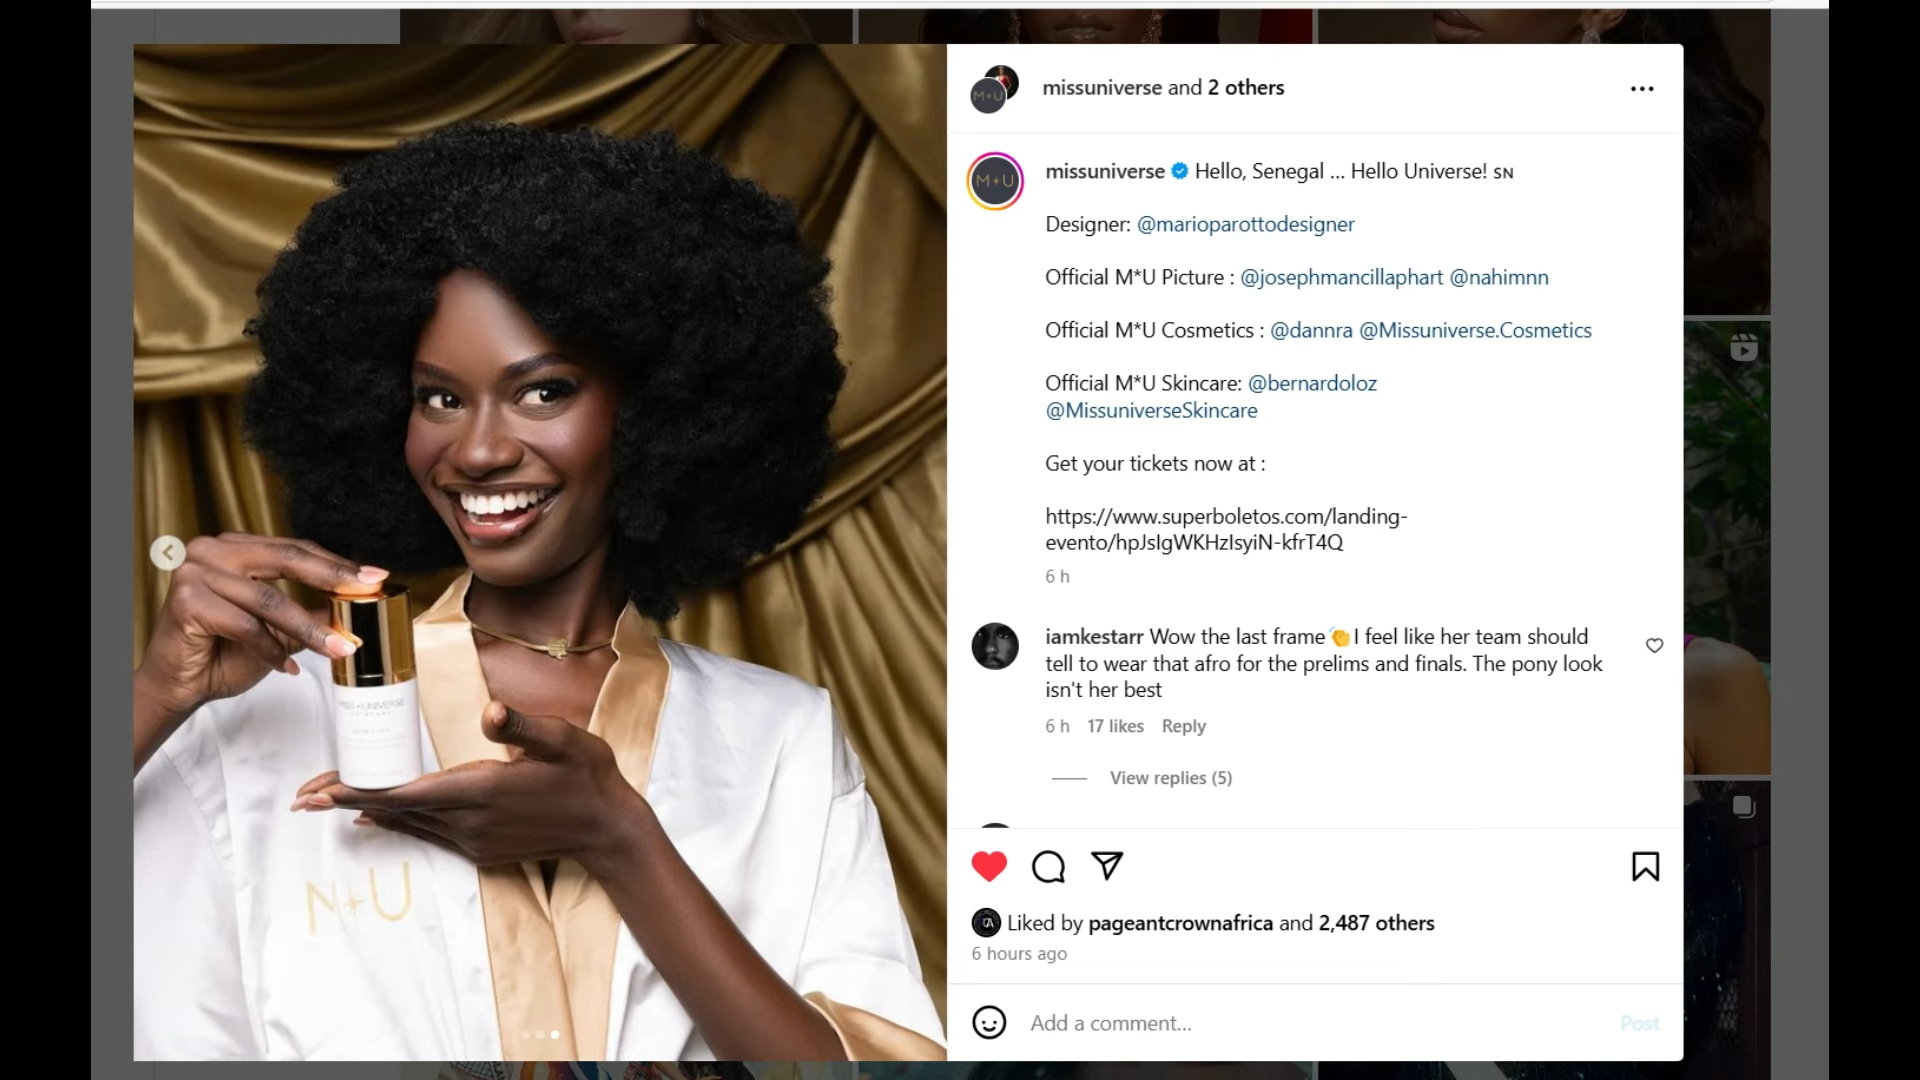 missuniverse and 2 others
M+U
missuniverse Hello, Senegal ... Hello Universe! SN
M+U
Designer: @marioparottodesigner
Official M*U Picture : @josephmancillaphart @nahimnn
Official M*U Cosmetics : @dannra @Missuniverse.Cosmetics
Official M*U Skincare: @bernardoloz
@MissuniverseSkincare
Get your tickets now at :
https://www.superboletos.com/landing-
6 h
iamkestarr Wow the last frame👏I feel like her team should
tell to wear that afro for the prelims and finals. The pony look
isn't her best
6 h 17 likes Reply
View replies (5)
MISS+UNIVERSE
SKINCARE
M+U
Liked by pageantcrownafrica and 2,487 others
6 hours ago
Add a comment...
Post